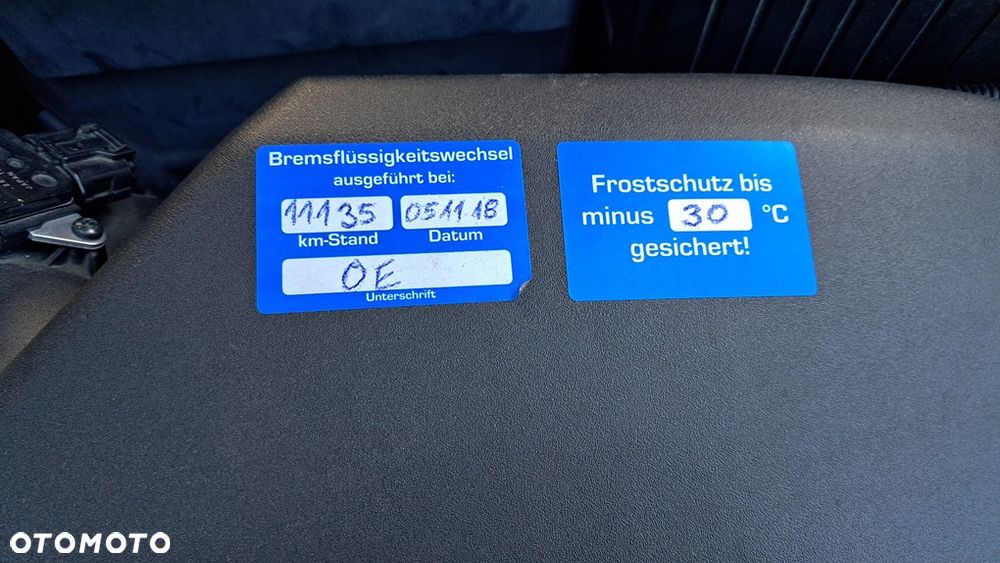 Bremsflüssigkeitswechsel
ausgeführt bei:
11135 05.11.18
km-Stand Datum
OE
Unterschrift
Frostschutz bis
minus 30 °C
gesichert!
OTOMOTO